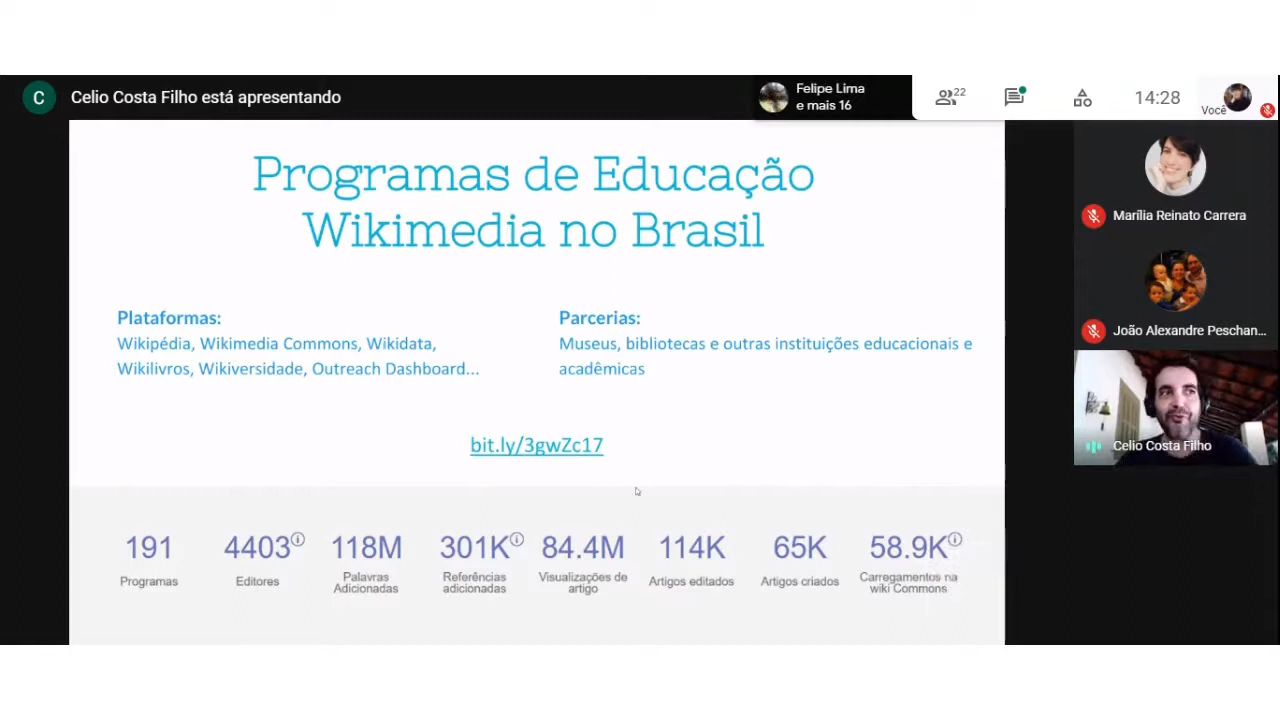 C
Celio Costa Filho está apresentando
Felipe Lima
e mais 16
22
14:28
Você
Programas de Educação
Wikimedia no Brasil
Plataformas:
Wikipédia, Wikimedia Commons, Wikidata,
Wikilivros, Wikiversidade, Outreach Dashboard...
Parcerias:
Museus, bibliotecas e outras instituições educacionais e
acadêmicas
bit.ly/3gwZc17
191
Programas
4403
Editores
118M
Palavras
Adicionadas
301K
Referências
adicionadas
84.4M
Visualizações de
artigo
114K
Artigos editados
65K
Artigos criados
58.9K
Carregamentos na
wiki Commons
Marília Reinato Carrera
João Alexandre Peschan...
Celio Costa Filho